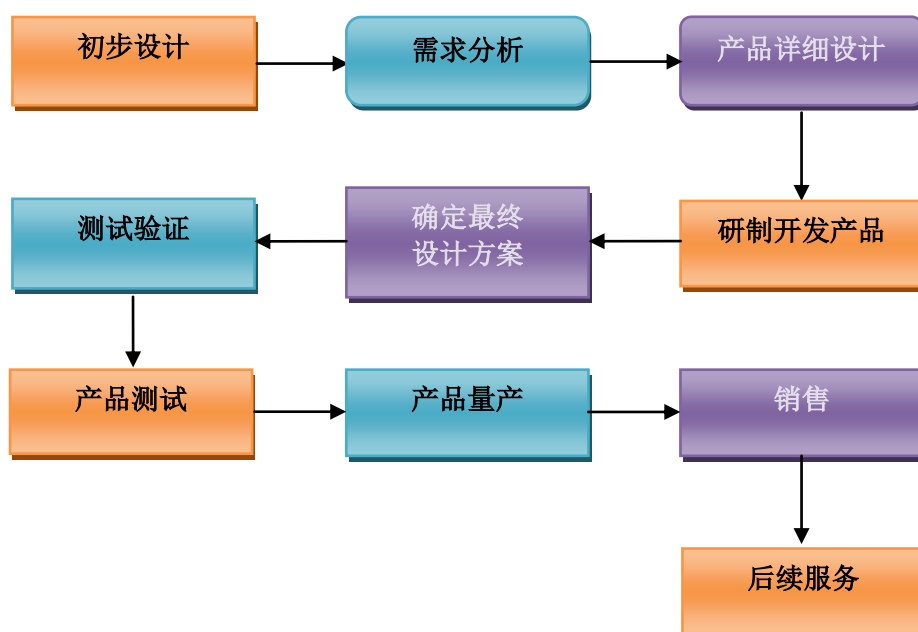 初步设计
需求分析
产品详细设计
研制开发产品
确定最终
设计方案
测试验证
产品测试
产品量产
销售
后续服务